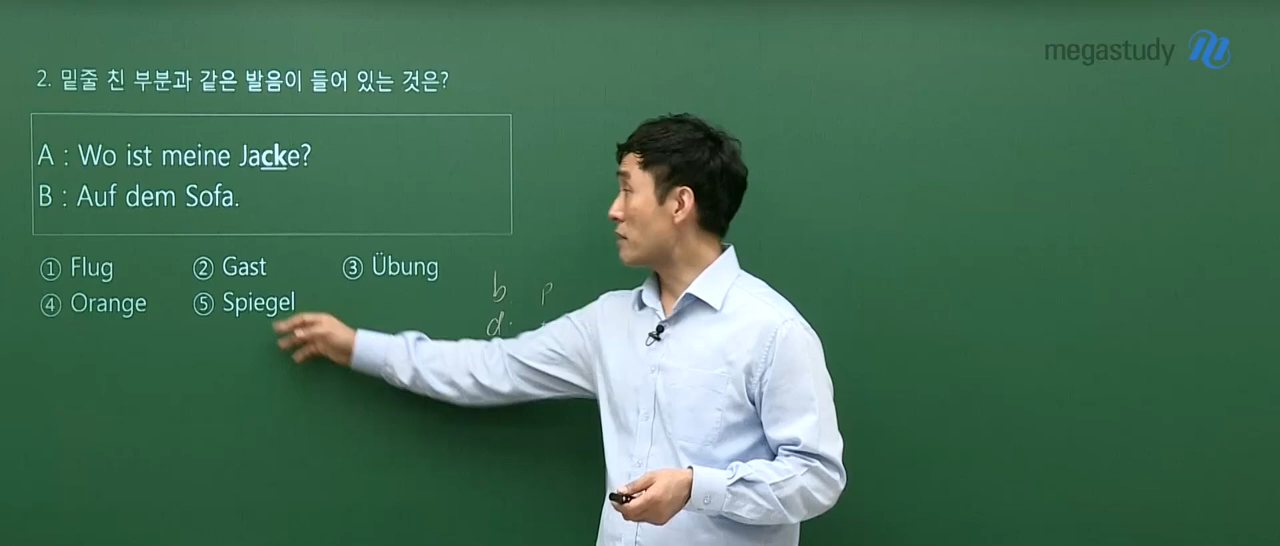 megastudy
2. 밑줄 친 부분과 같은 발음이 들어 있는 것은?
A : Wo ist meine Jacke?
B : Auf dem Sofa.
① Flug ② Gast ③ Übung
④ Orange ⑤ Spiegel
b. p
d.